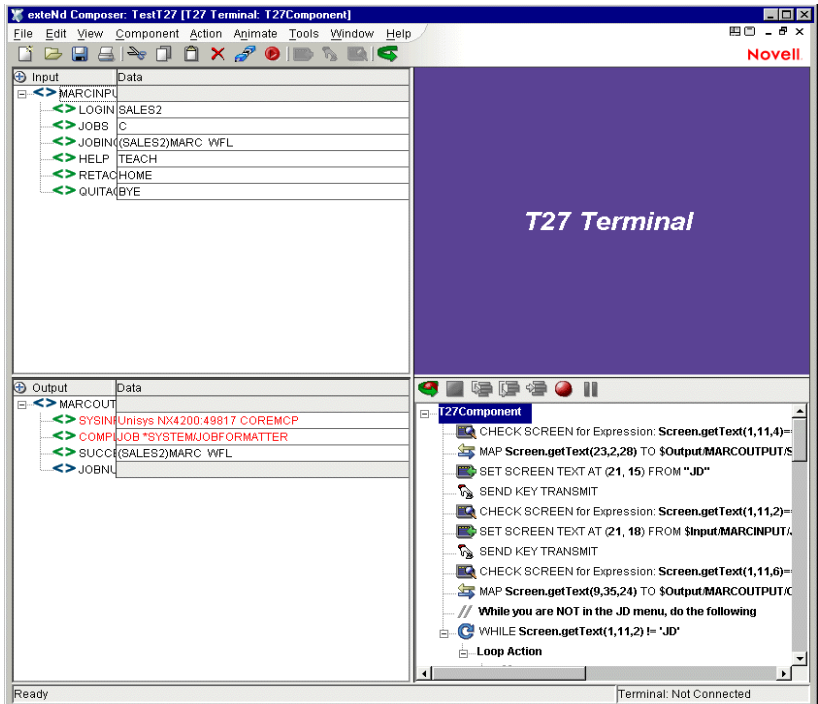 exteNd Composer: TestT27 [T27 Terminal: T27Component]
File Edit View Component Action Animate Tools Window Help
Novell
Input Data
MARCINPU
LOGIN SALES2
JOBS C
JOBIN( (SALES2)MARC WFL
HELP TEACH
RETAC HOME
QUITA( BYE
T27 Terminal
Output Data
MARCOUT
SYSIN Unisys NX4200:49817 COREMCP
COMPL JOB *SYSTEM/JOBFORMATTER
SUCCE (SALES2)MARC WFL
JOBNU
T27Component
CHECK SCREEN for Expression: Screen.getText(1,11,4)==
MAP Screen.getText(23,2,28) TO $Output/MARCOUTPUT/S
SET SCREEN TEXT AT (21, 15) FROM "JD"
SEND KEY TRANSMIT
CHECK SCREEN for Expression: Screen.getText(1,11,2)==
SET SCREEN TEXT AT (21, 18) FROM $Input/MARCINPUT/.
SEND KEY TRANSMIT
CHECK SCREEN for Expression: Screen.getText(1,11,6)==
MAP Screen.getText(9,35,24) TO $Output/MARCOUTPUT/C
// While you are NOT in the JD menu, do the following
WHILE Screen.getText(1,11,2) != 'JD'
Loop Action
Ready
Terminal: Not Connected